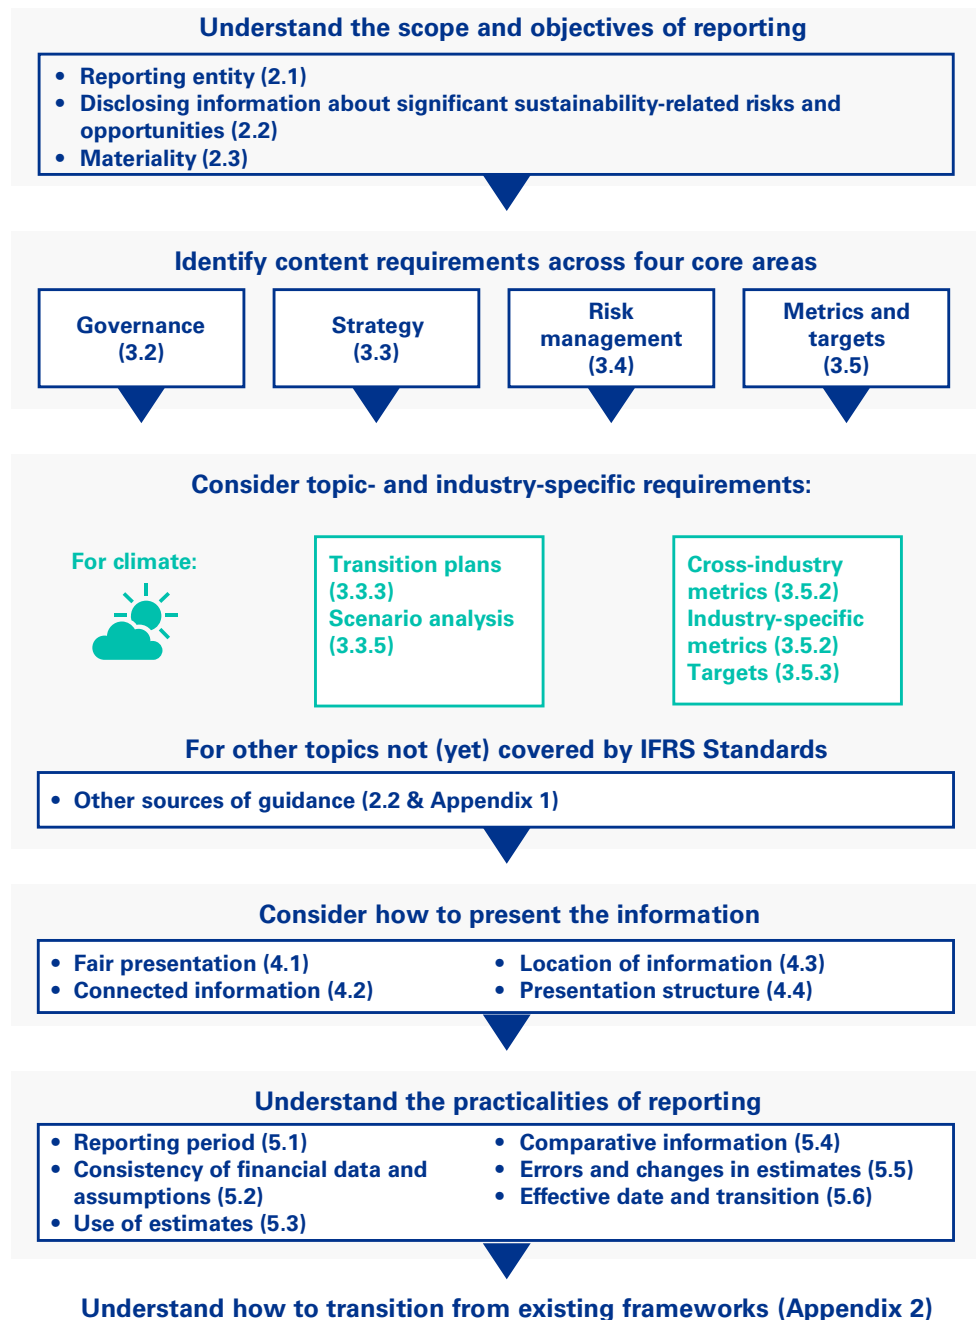 Understand the scope and objectives of reporting
• Reporting entity (2.1)
• Disclosing information about significant sustainability-related risks and
opportunities (2.2)
• Materiality (2.3)
Identify content requirements across four core areas
Governance
(3.2)
Strategy
(3.3)
Risk
management
(3.4)
Metrics and
targets
(3.5)
Consider topic- and industry-specific requirements:
For climate:
Transition plans
(3.3.3)
Scenario analysis
(3.3.5)
Cross-industry
metrics (3.5.2)
Industry-specific
metrics (3.5.2)
Targets (3.5.3)
For other topics not (yet) covered by IFRS Standards
• Other sources of guidance (2.2 & Appendix 1)
Consider how to present the information
• Fair presentation (4.1)
• Connected information (4.2)
• Location of information (4.3)
• Presentation structure (4.4)
Understand the practicalities of reporting
• Reporting period (5.1)
• Consistency of financial data and
assumptions (5.2)
• Use of estimates (5.3)
• Comparative information (5.4)
• Errors and changes in estimates (5.5)
• Effective date and transition (5.6)
Understand how to transition from existing frameworks (Appendix 2)